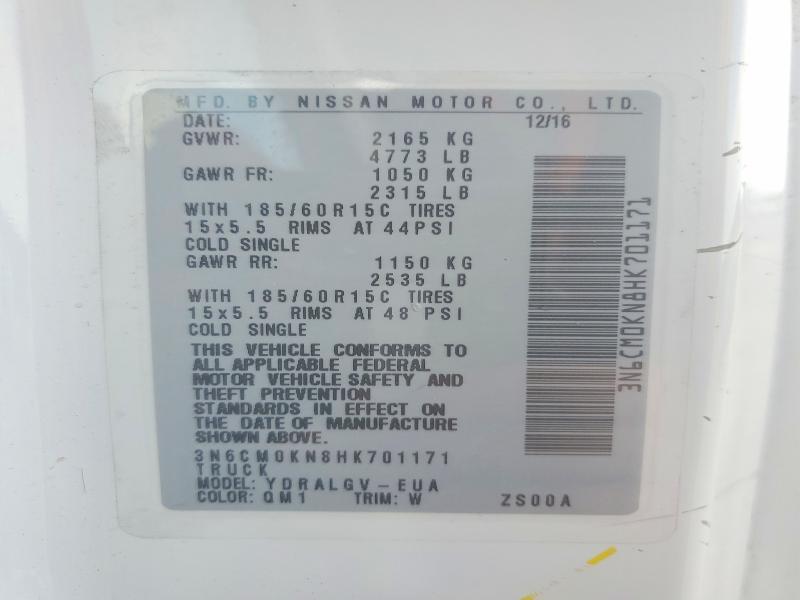 MFD. BY NISSAN MOTOR CO., LTD.
DATE: 12/16
GVWR: 2165 KG
4773 LB
GAWR FR: 1050 KG
2315 LB
WITH 185/60R15C TIRES
15x5.5 RIMS AT 44PSI
COLD SINGLE
GAWR RR: 1150 KG
2535 LB
WITH 185/60R15C TIRES
15x5.5 RIMS AT 48 PSI
COLD SINGLE
THIS VEHICLE CONFORMS TO
ALL APPLICABLE FEDERAL
MOTOR VEHICLE SAFETY AND
THEFT PREVENTION
STANDARDS IN EFFECT ON
THE DATE OF MANUFACTURE
SHOWN ABOVE.
3N6CM0KN8HK701171
TRUCK
MODEL: YDRALGV-EUA
COLOR: QM1 TRIM: W ZS00A
3N6CM0KN8HK701171